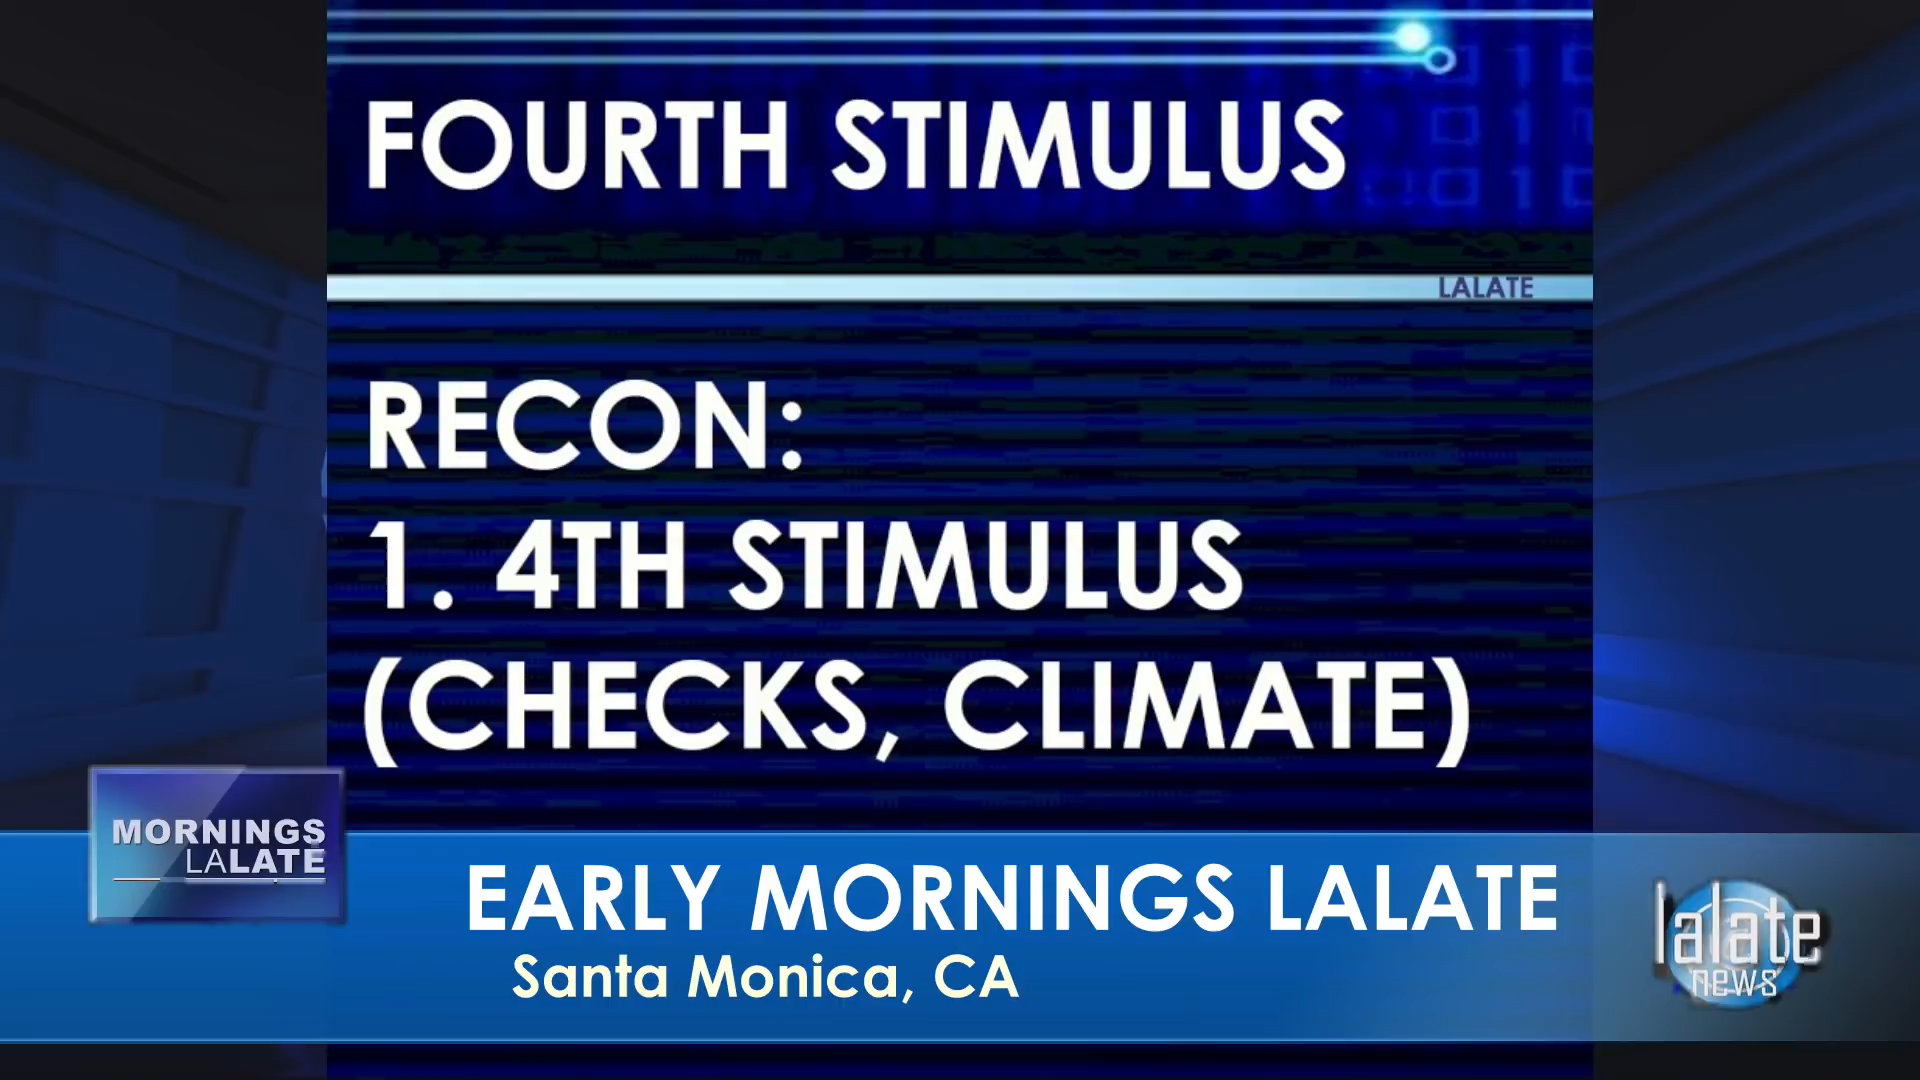 FOURTH STIMULUS
LALATE
RECON:
1. 4TH STIMULUS
(CHECKS, CLIMATE)
MORNINGS
LALATE
EARLY MORNINGS LALATE
Santa Monica, CA
lalate
news